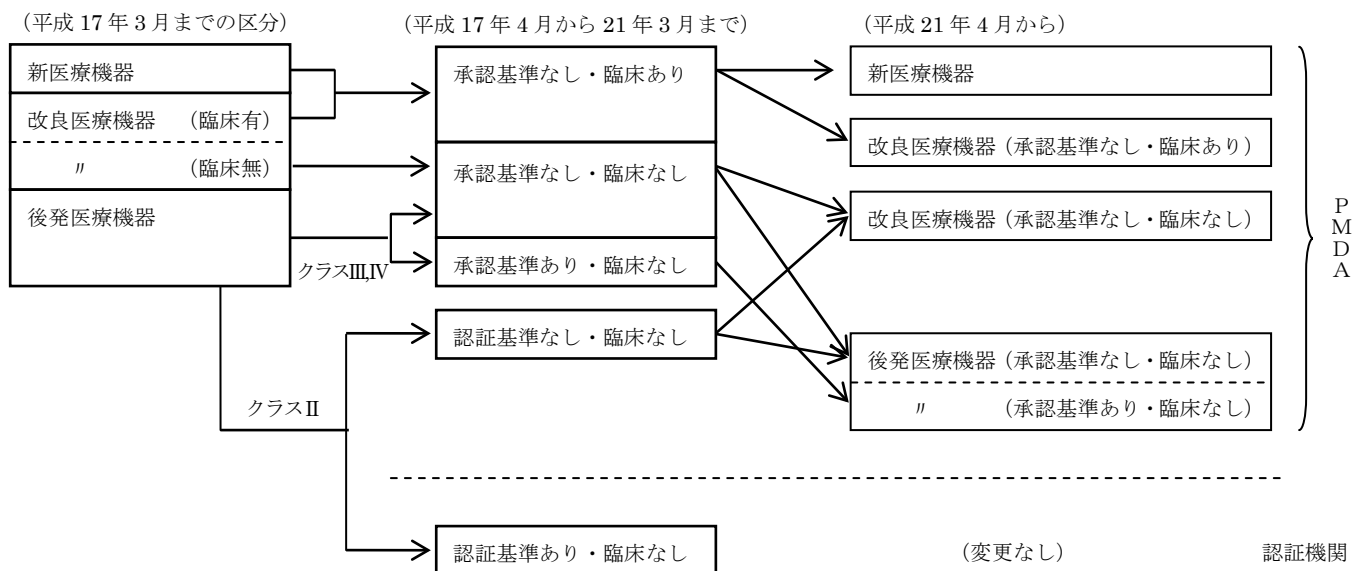 (平成 17 年 3 月までの区分)
新医療機器
改良医療機器 (臨床有)
〃 (臨床無)
後発医療機器
クラスⅢ,Ⅳ
クラスⅡ
(平成 17 年 4 月から 21 年 3 月まで)
承認基準なし・臨床あり
承認基準なし・臨床なし
承認基準あり・臨床なし
認証基準なし・臨床なし
認証基準あり・臨床なし
(平成 21 年 4 月から)
新医療機器
改良医療機器 (承認基準なし・臨床あり)
改良医療機器 (承認基準なし・臨床なし)
後発医療機器 (承認基準なし・臨床なし)
〃 (承認基準あり・臨床なし)
(変更なし)
PMDA
認証機関